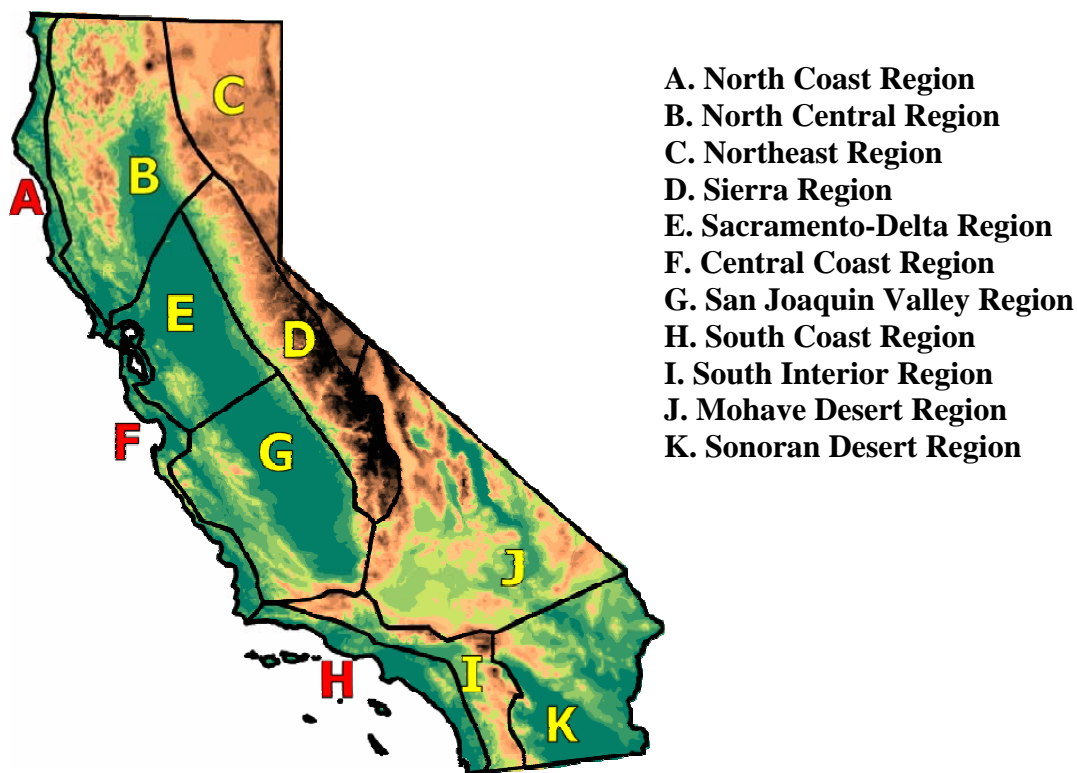 C
B
A
E
D
F
G
J
I
H
K
A. North Coast Region
B. North Central Region
C. Northeast Region
D. Sierra Region
E. Sacramento-Delta Region
F. Central Coast Region
G. San Joaquin Valley Region
H. South Coast Region
I. South Interior Region
J. Mohave Desert Region
K. Sonoran Desert Region